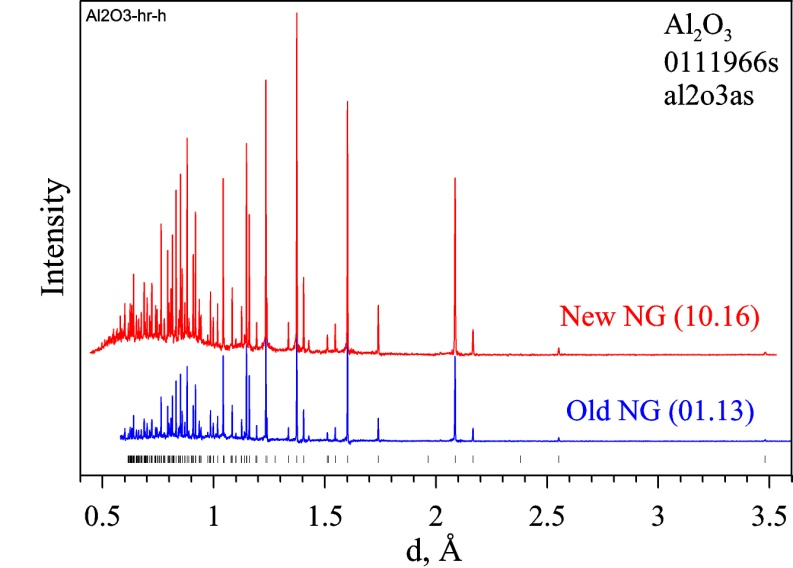 Al2O3-hr-h
Al₂O₃
0111966s
al2o3as
Intensity
New NG (10.16)
Old NG (01.13)
0.5 1 1.5 2 2.5 3 3.5
d, Å